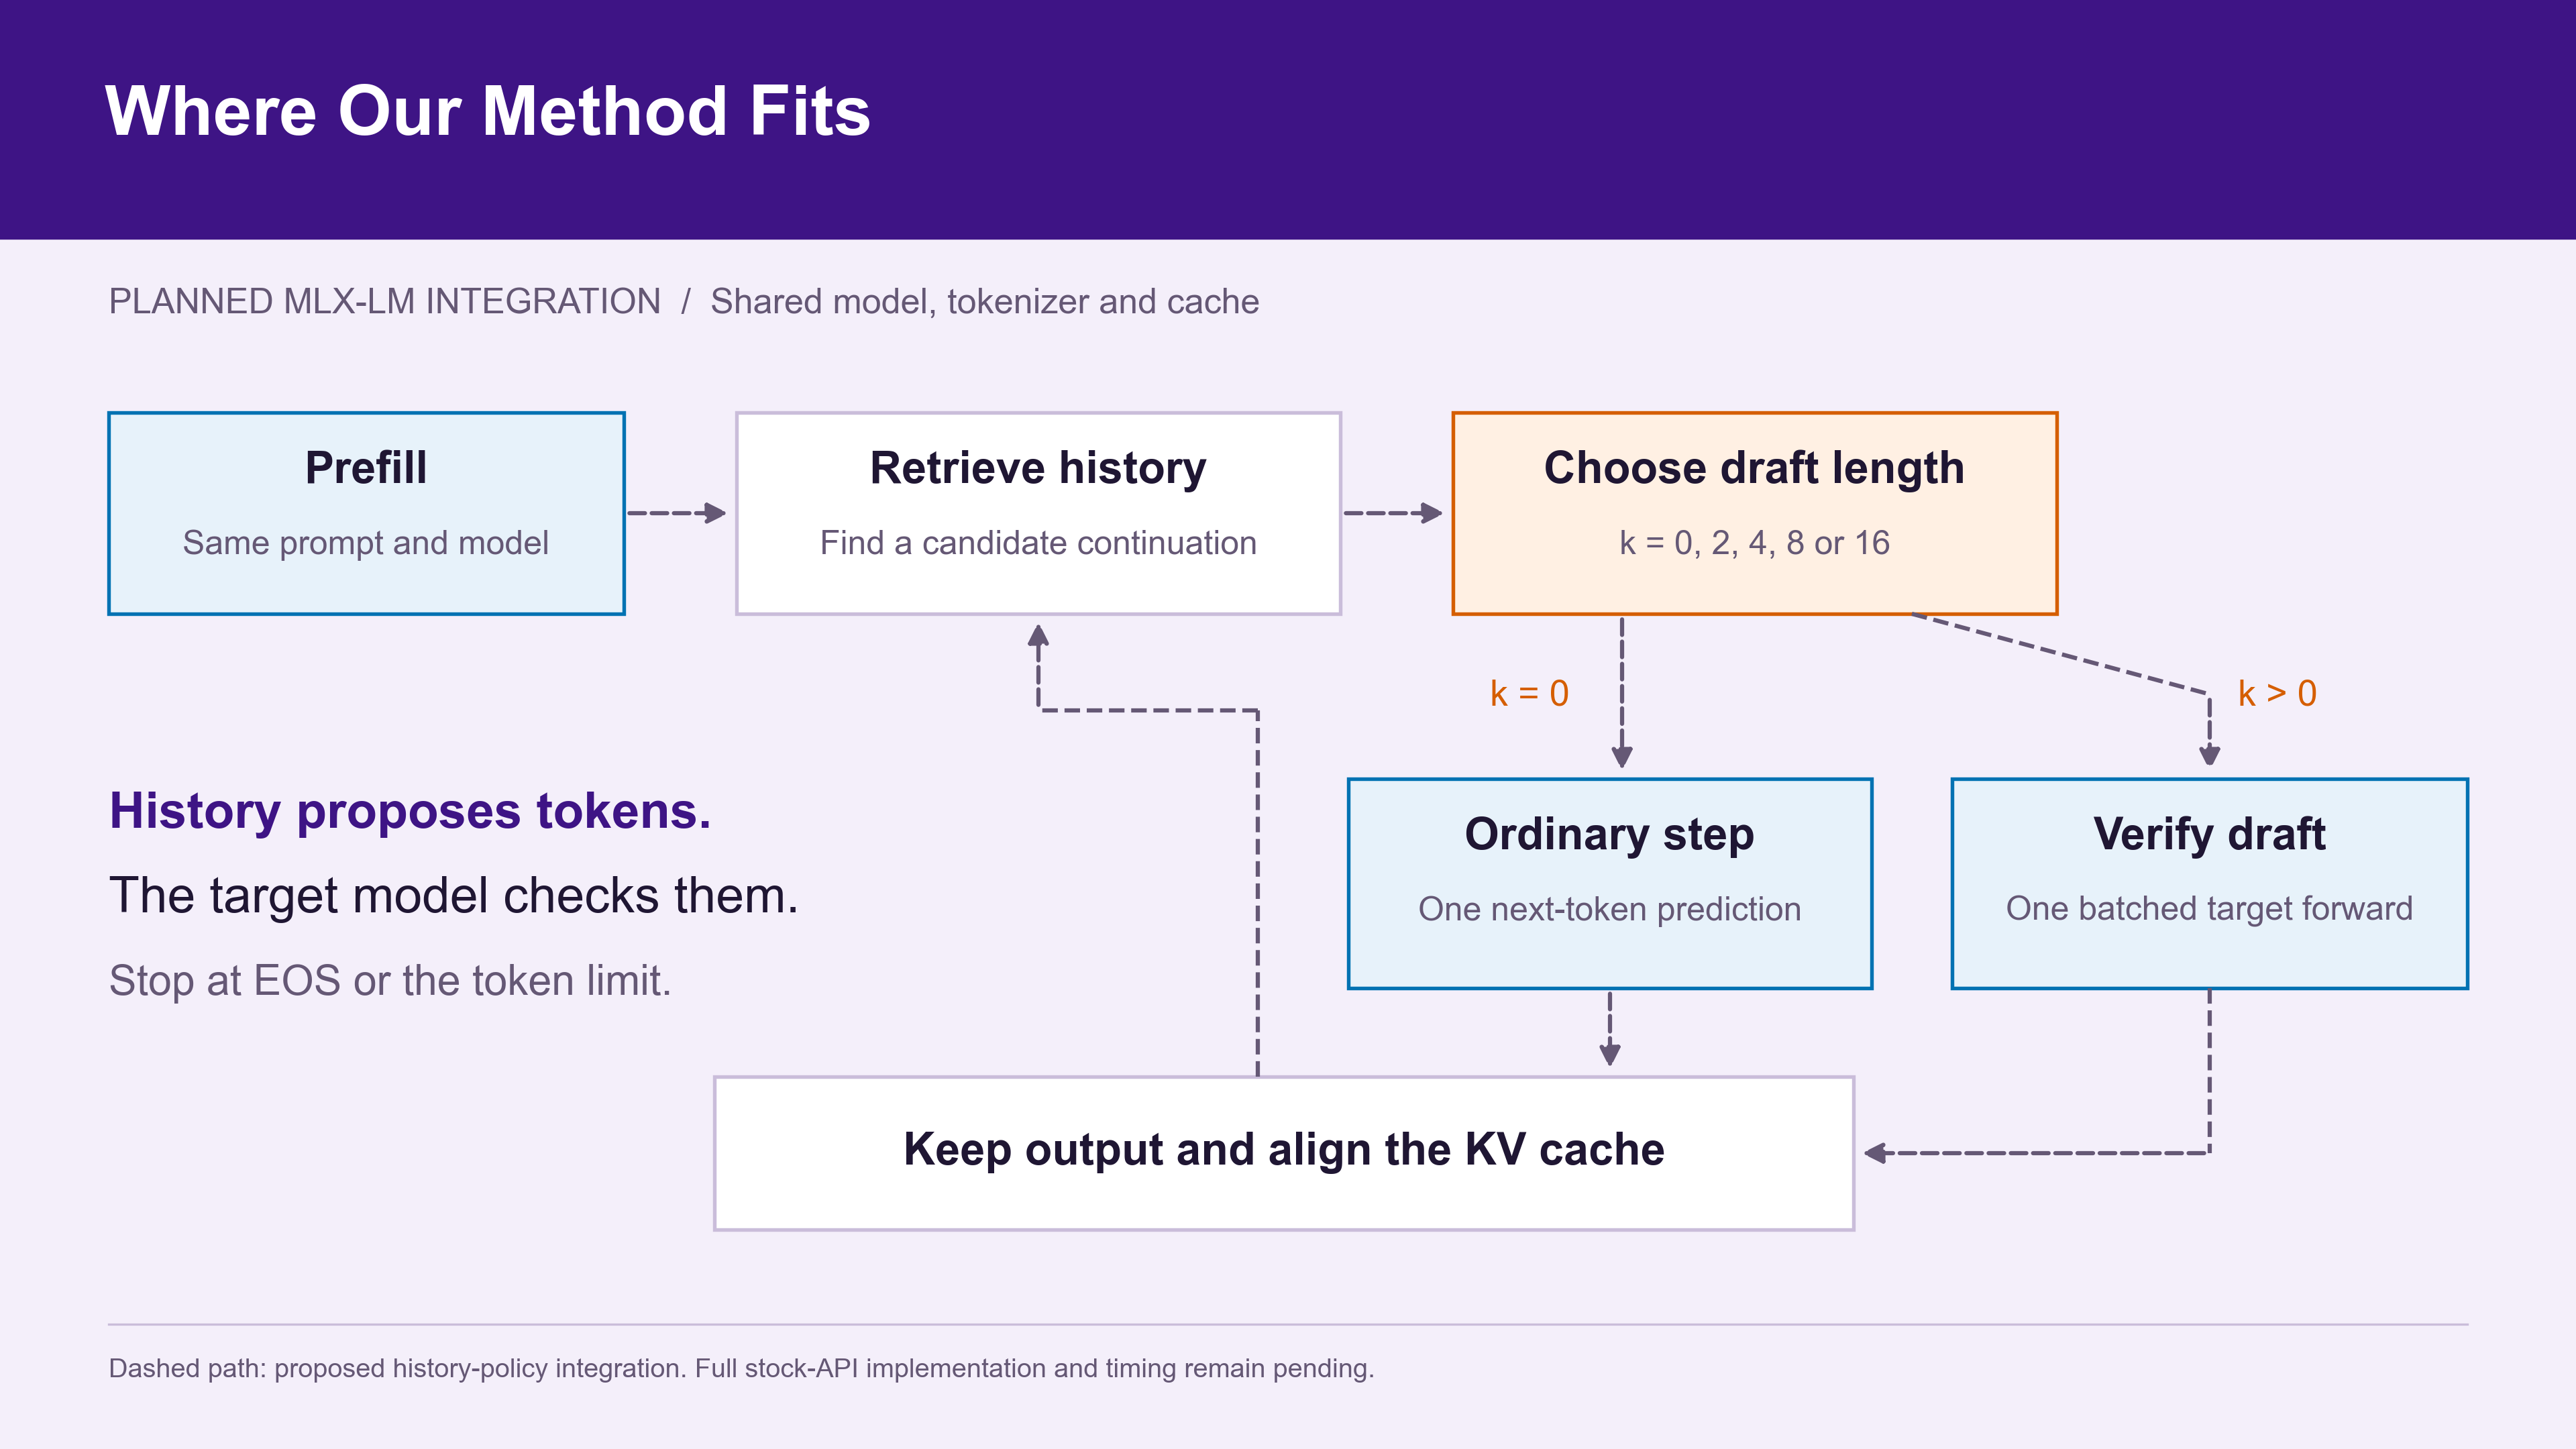 Where Our Method Fits
PLANNED MLX-LM INTEGRATION / Shared model, tokenizer and cache
Prefill
Same prompt and model
Retrieve history
Find a candidate continuation
Choose draft length
k = 0, 2, 4, 8 or 16
k = 0
k > 0
History proposes tokens.
The target model checks them.
Stop at EOS or the token limit.
Ordinary step
One next-token prediction
Verify draft
One batched target forward
Keep output and align the KV cache
Dashed path: proposed history-policy integration. Full stock-API implementation and timing remain pending.